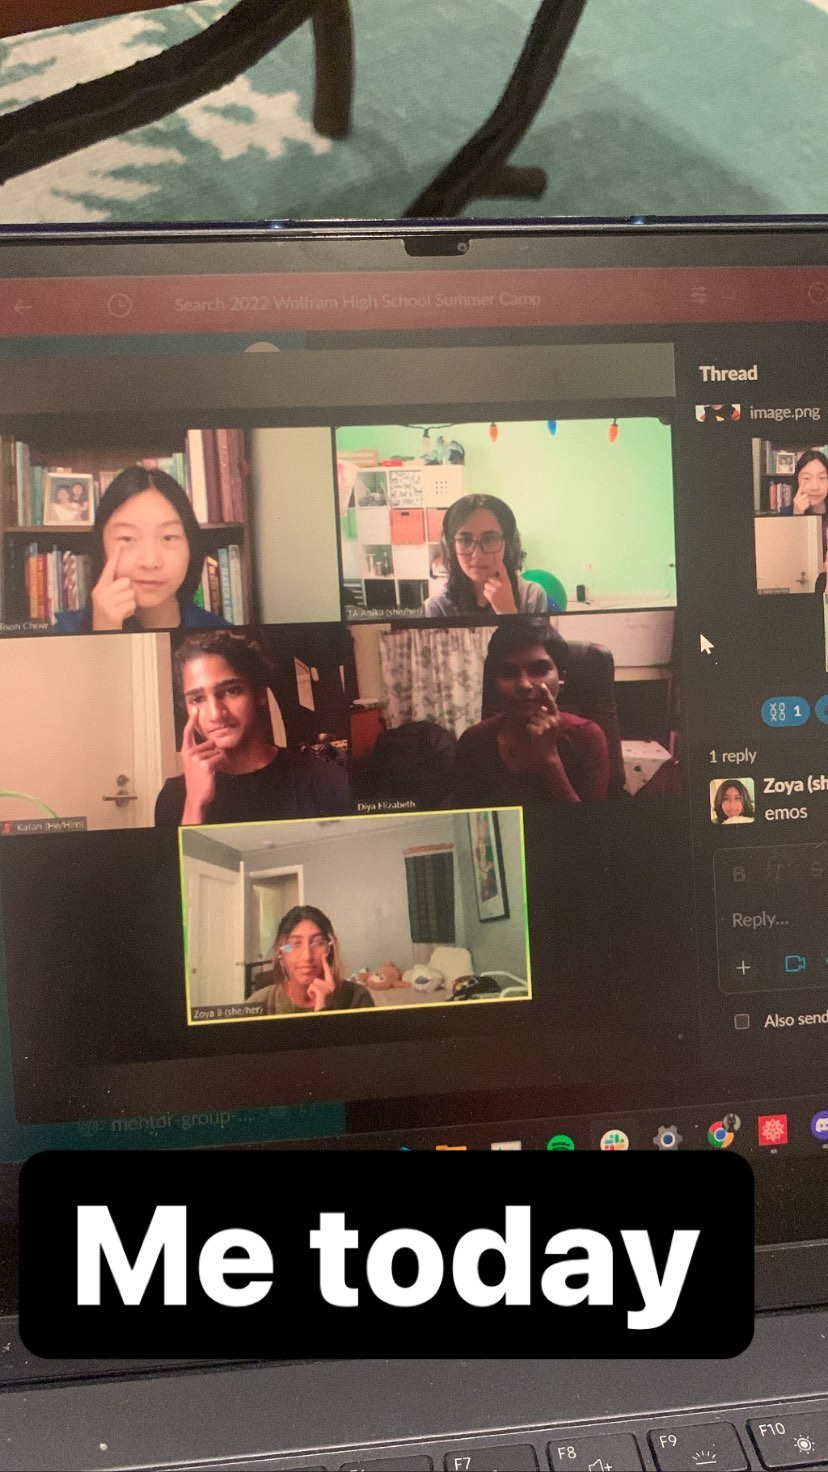 Search 2022 Wolfram High School Summer Camp
Thread
image.png
TA Anika (she/her)
1
1 reply
Zoya (sh
emos
Karan (He/Him)
Diya Elizabeth
B
Reply...
Zoya B (she/her)
Also send
mentor-group-...
Me today
F7
F8
F9
F10